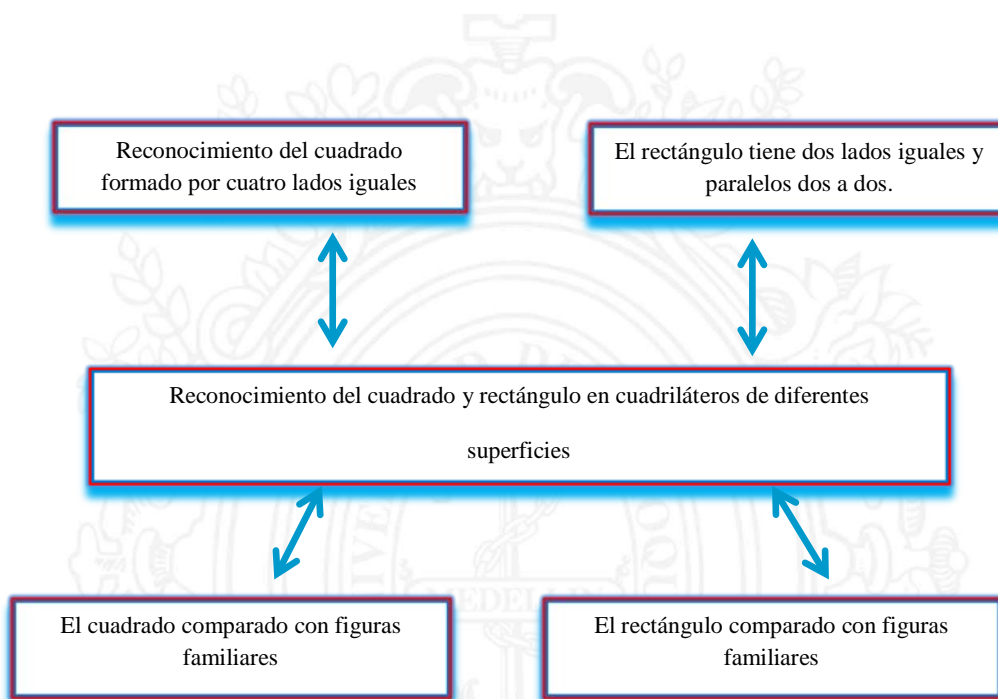 Reconocimiento del cuadrado
formado por cuatro lados iguales
El rectángulo tiene dos lados iguales y
paralelos dos a dos.
Reconocimiento del cuadrado y rectángulo en cuadriláteros de diferentes
superficies
El cuadrado comparado con figuras
familiares
El rectángulo comparado con figuras
familiares